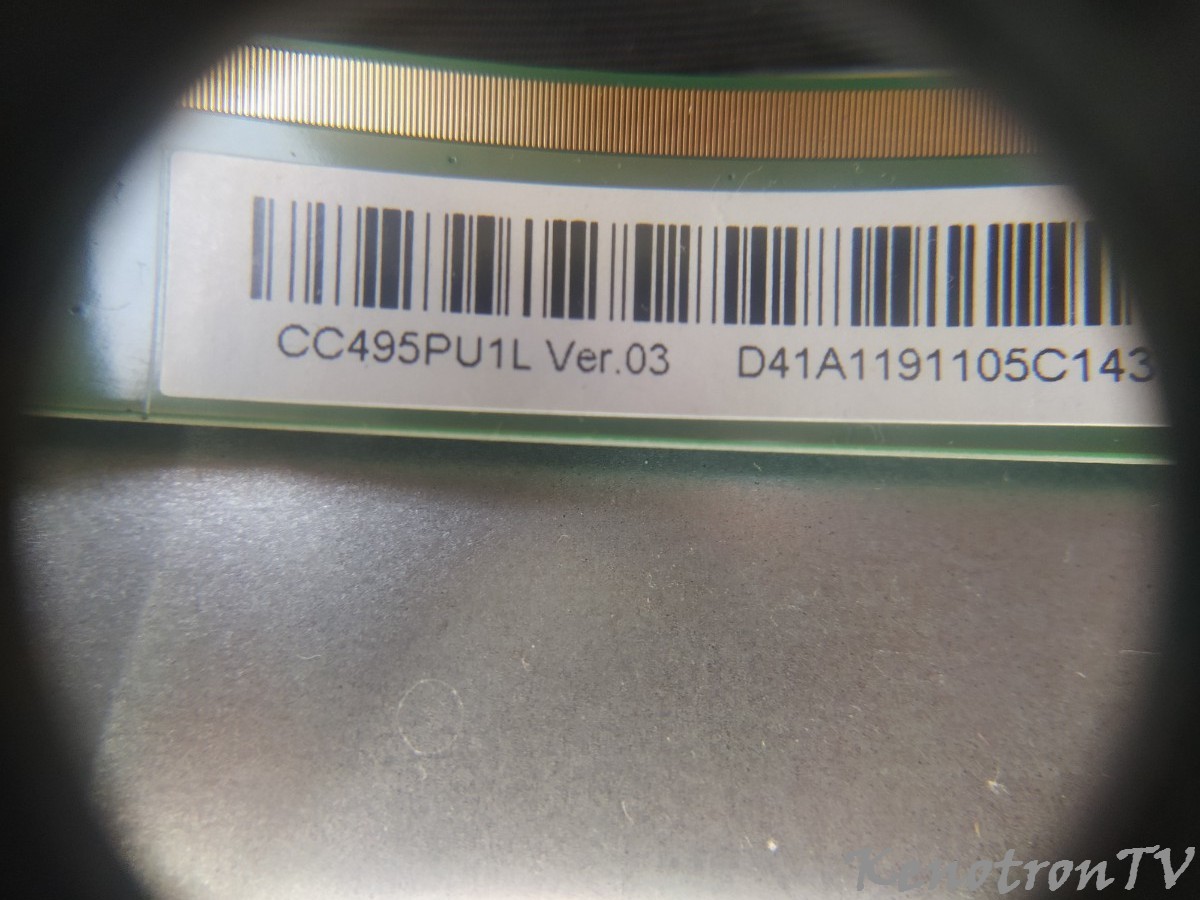 CC495PU1L Ver.03 D41A1191105C143
KenotronTV